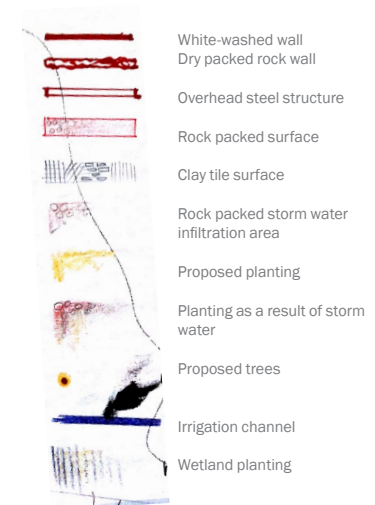 White-washed wall
Dry packed rock wall
Overhead steel structure
Rock packed surface
Clay tile surface
Rock packed storm water
infiltration area
Proposed planting
Planting as a result of storm
water
Proposed trees
Irrigation channel
Wetland planting